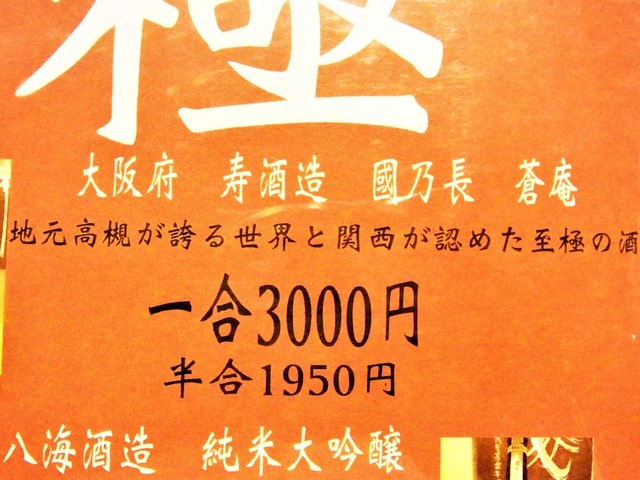 極
大阪府 寿酒造 國乃長 蒼庵
地元高槻が誇る世界と関西が認めた至極の酒
一合3000円
半合1950円
八海酒造 純米大吟醸